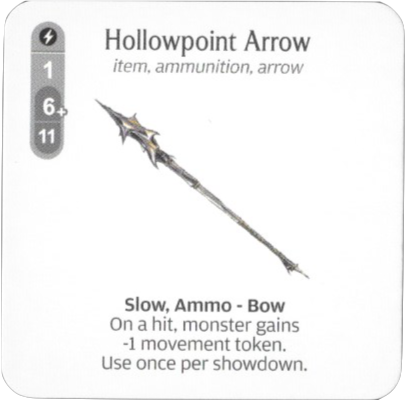 Hollowpoint Arrow
item, ammunition, arrow
1
6+
11
Slow, Ammo - Bow
On a hit, monster gains
-1 movement token.
Use once per showdown.